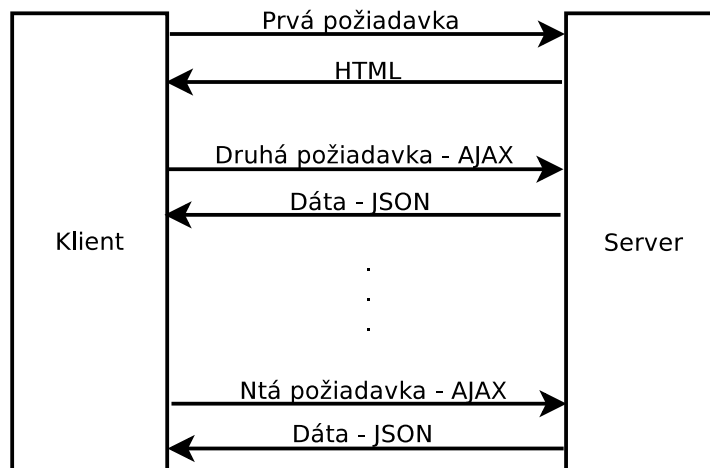 Prvá požiadavka
HTML
Druhá požiadavka - AJAX
Dáta - JSON
Klient
Server
.
.
.
Ntá požiadavka - AJAX
Dáta - JSON